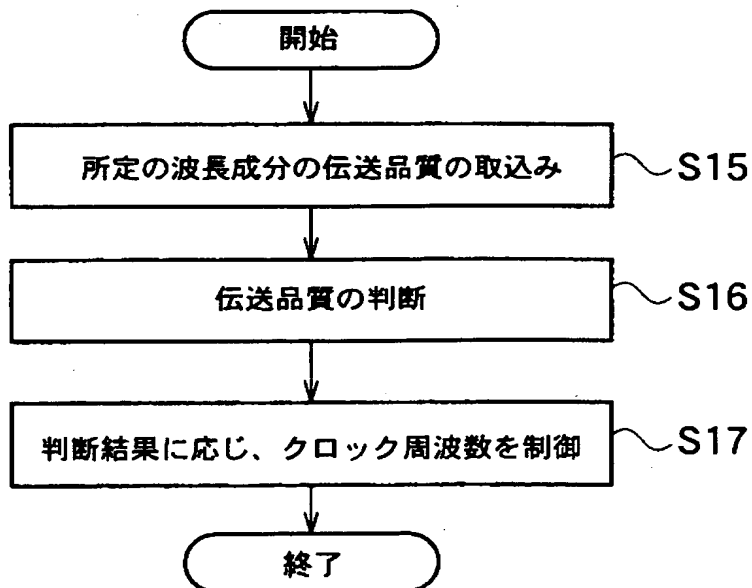 開始
所定の波長成分の伝送品質の取込み
S15
伝送品質の判断
S16
判断結果に応じ、クロック周波数を制御
S17
終了